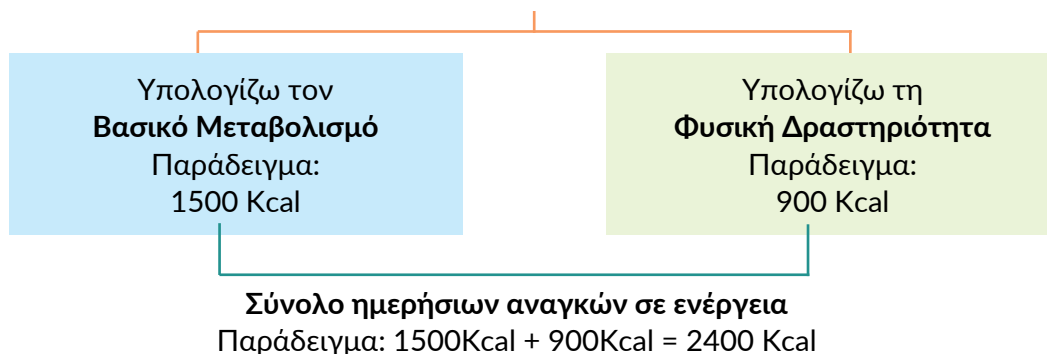 Υπολογίζω τον
Βασικό Μεταβολισμό
Παράδειγμα:
1500 Kcal
Υπολογίζω τη
Φυσική Δραστηριότητα
Παράδειγμα:
900 Kcal
Σύνολο ημερήσιων αναγκών σε ενέργεια
Παράδειγμα: 1500Kcal + 900Kcal = 2400 Kcal